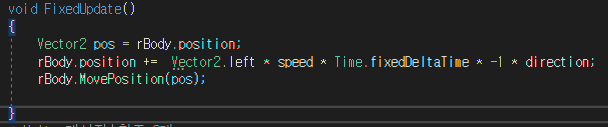 void FixedUpdate()
{
Vector2 pos = rBody.position;
rBody.position += Vector2.left * speed * Time.fixedDeltaTime * -1 * direction;
rBody.MovePosition(pos);
}